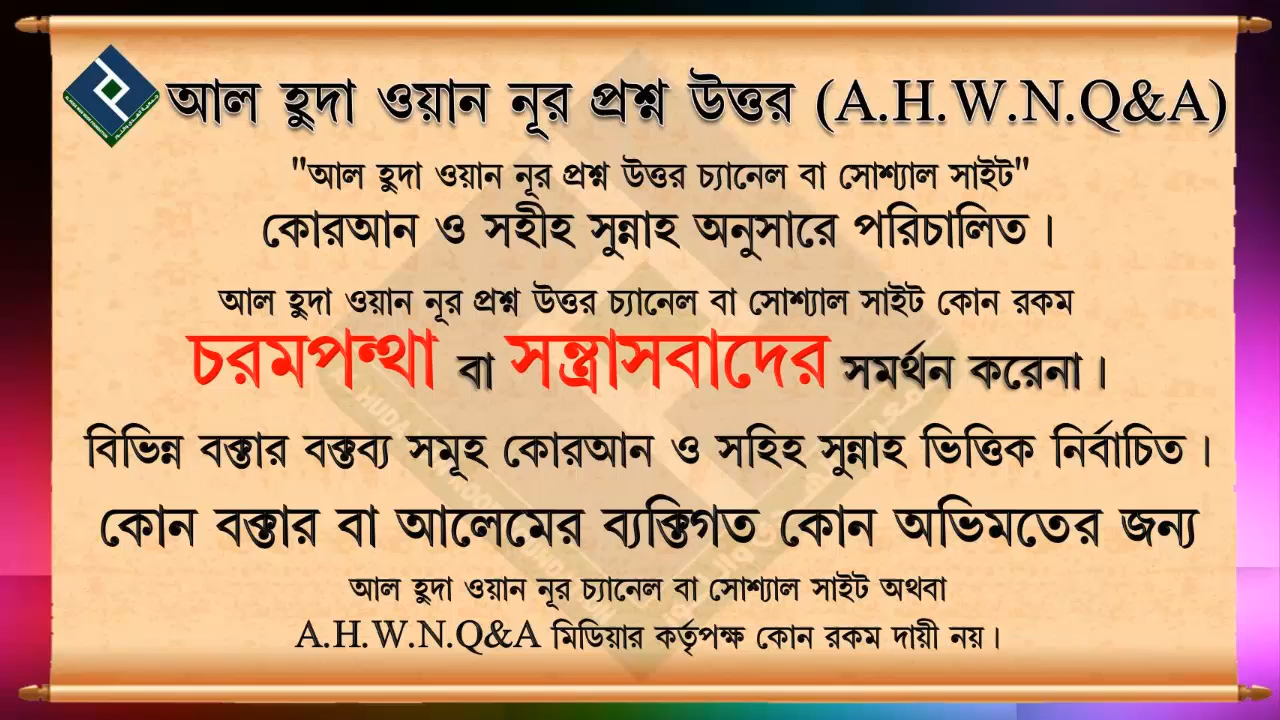 আল হুদা ওয়ান নূর প্রশ্ন উত্তর (A.H.W.N.Q&A)
"আল হুদা ওয়ান নূর প্রশ্ন উত্তর চ্যানেল বা সোশ্যাল সাইট"
কোরআন ও সহীহ সুন্নাহ অনুসারে পরিচালিত।
আল হুদা ওয়ান নূর প্রশ্ন উত্তর চ্যানেল বা সোশ্যাল সাইট কোন রকম
চরমপন্থা বা সন্ত্রাসবাদের সমর্থন করেনা।
বিভিন্ন বক্তার বক্তব্য সমূহ কোরআন ও সহিহ সুন্নাহ ভিত্তিক নির্বাচিত।
কোন বক্তার বা আলেমের ব্যক্তিগত কোন অভিমতের জন্য
আল হুদা ওয়ান নূর চ্যানেল বা সোশ্যাল সাইট অথবা
A.H.W.N.Q&A মিডিয়ার কর্তৃপক্ষ কোন রকম দায়ী নয়।